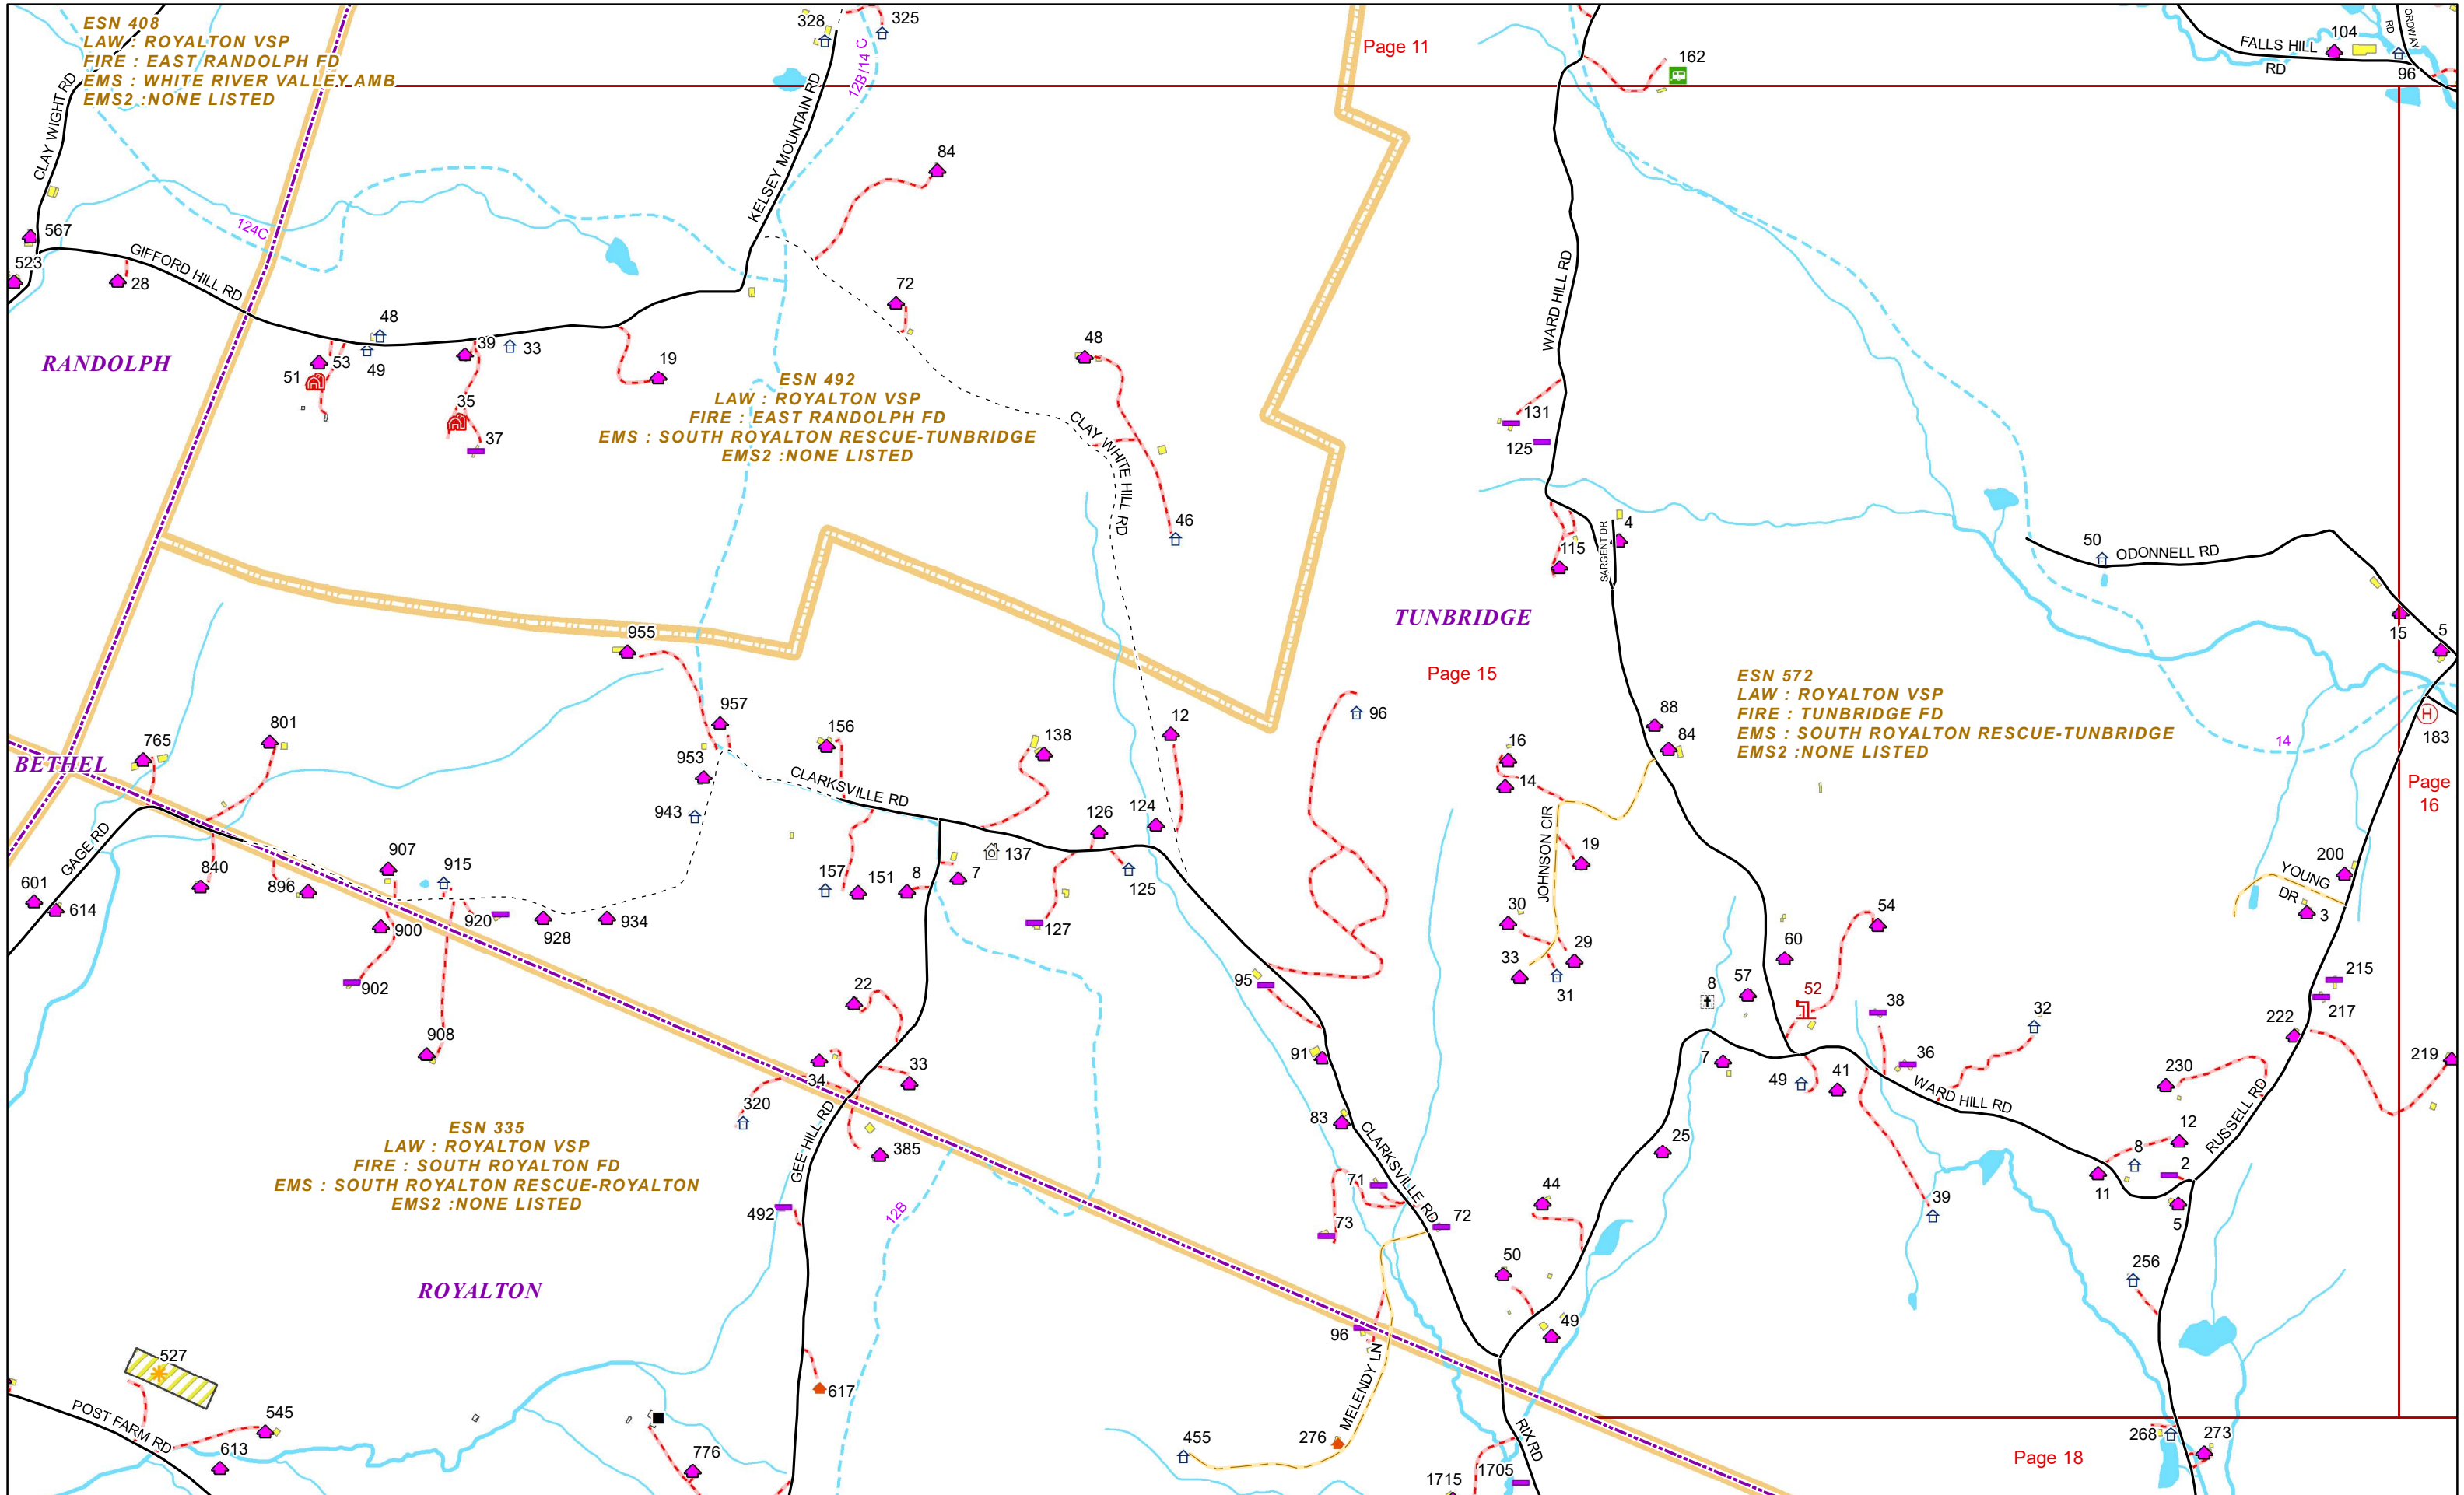 ESN 408
LAW : ROYALTON VSP
FIRE : EAST RANDOLPH FD
EMS : WHITE RIVER VALLEY AMB
EMS2 :NONE LISTED
328
325
12B/14 C
Page 11
162
FALLS HILL
RD
104
ORDWAY
RD
96
CLAY WIGHT RD
KELSEY MOUNTAIN RD
84
567
523
124C
GIFFORD HILL RD
28
72
WARD HILL RD
48
49
53
51
39
33
19
35
37
48
RANDOLPH
ESN 492
LAW : ROYALTON VSP
FIRE : EAST RANDOLPH FD
EMS : SOUTH ROYALTON RESCUE-TUNBRIDGE
EMS2 :NONE LISTED
CLAY WHITE HILL RD
46
131
125
115
SARGENT DR
4
50
ODONNELL RD
15
5
TUNBRIDGE
Page 15
955
ESN 572
LAW : ROYALTON VSP
FIRE : TUNBRIDGE FD
EMS : SOUTH ROYALTON RESCUE-TUNBRIDGE
EMS2 :NONE LISTED
957
953
943
156
138
12
96
88
84
16
14
14
H
183
Page
16
BETHEL
765
801
CLARKSVILLE RD
126
124
137
125
GAGE RD
601
614
840
896
907
915
900
902
920
928
934
908
157
151
8
7
127
JOHNSON CIR
19
30
33
29
31
200
YOUNG
DR
3
54
60
57
8
52
38
36
32
215
217
222
219
22
95
91
34
33
320
385
83
7
49
41
WARD HILL RD
230
RUSSELL RD
12
8
2
11
5
ESN 335
LAW : ROYALTON VSP
FIRE : SOUTH ROYALTON FD
EMS : SOUTH ROYALTON RESCUE-ROYALTON
EMS2 :NONE LISTED
GEE HILL RD
492
12B
CLARKSVILLE RD
71
73
72
25
44
50
49
39
256
ROYALTON
96
MELENDY LN
527
617
POST FARM RD
545
613
776
455
276
RIX RD
1715
1705
Page 18
268
273